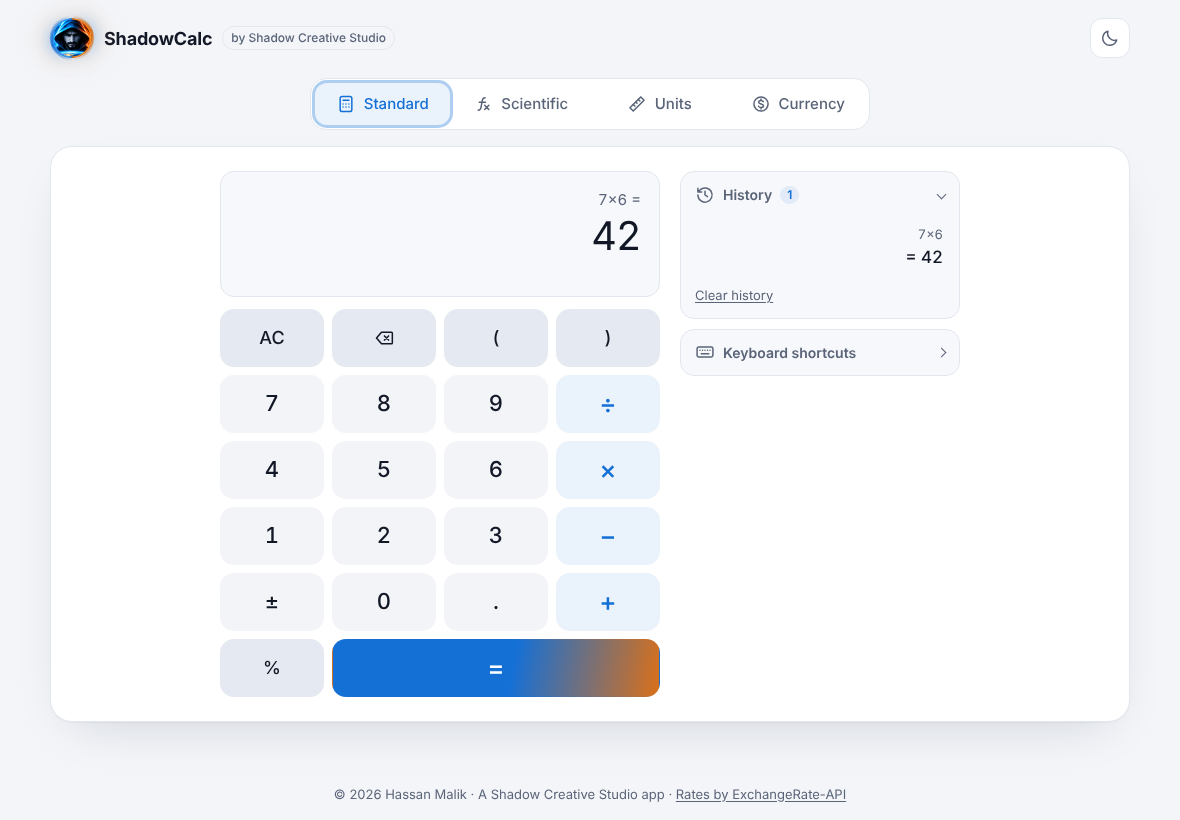 ShadowCalc by Shadow Creative Studio
Standard Scientific Units Currency
7×6 =
42
History 1
7×6
= 42
Clear history
Keyboard shortcuts
AC ( )
7 8 9 ÷
4 5 6 ×
1 2 3 −
± 0 . +
% =
© 2026 Hassan Malik · A Shadow Creative Studio app · Rates by ExchangeRate-API